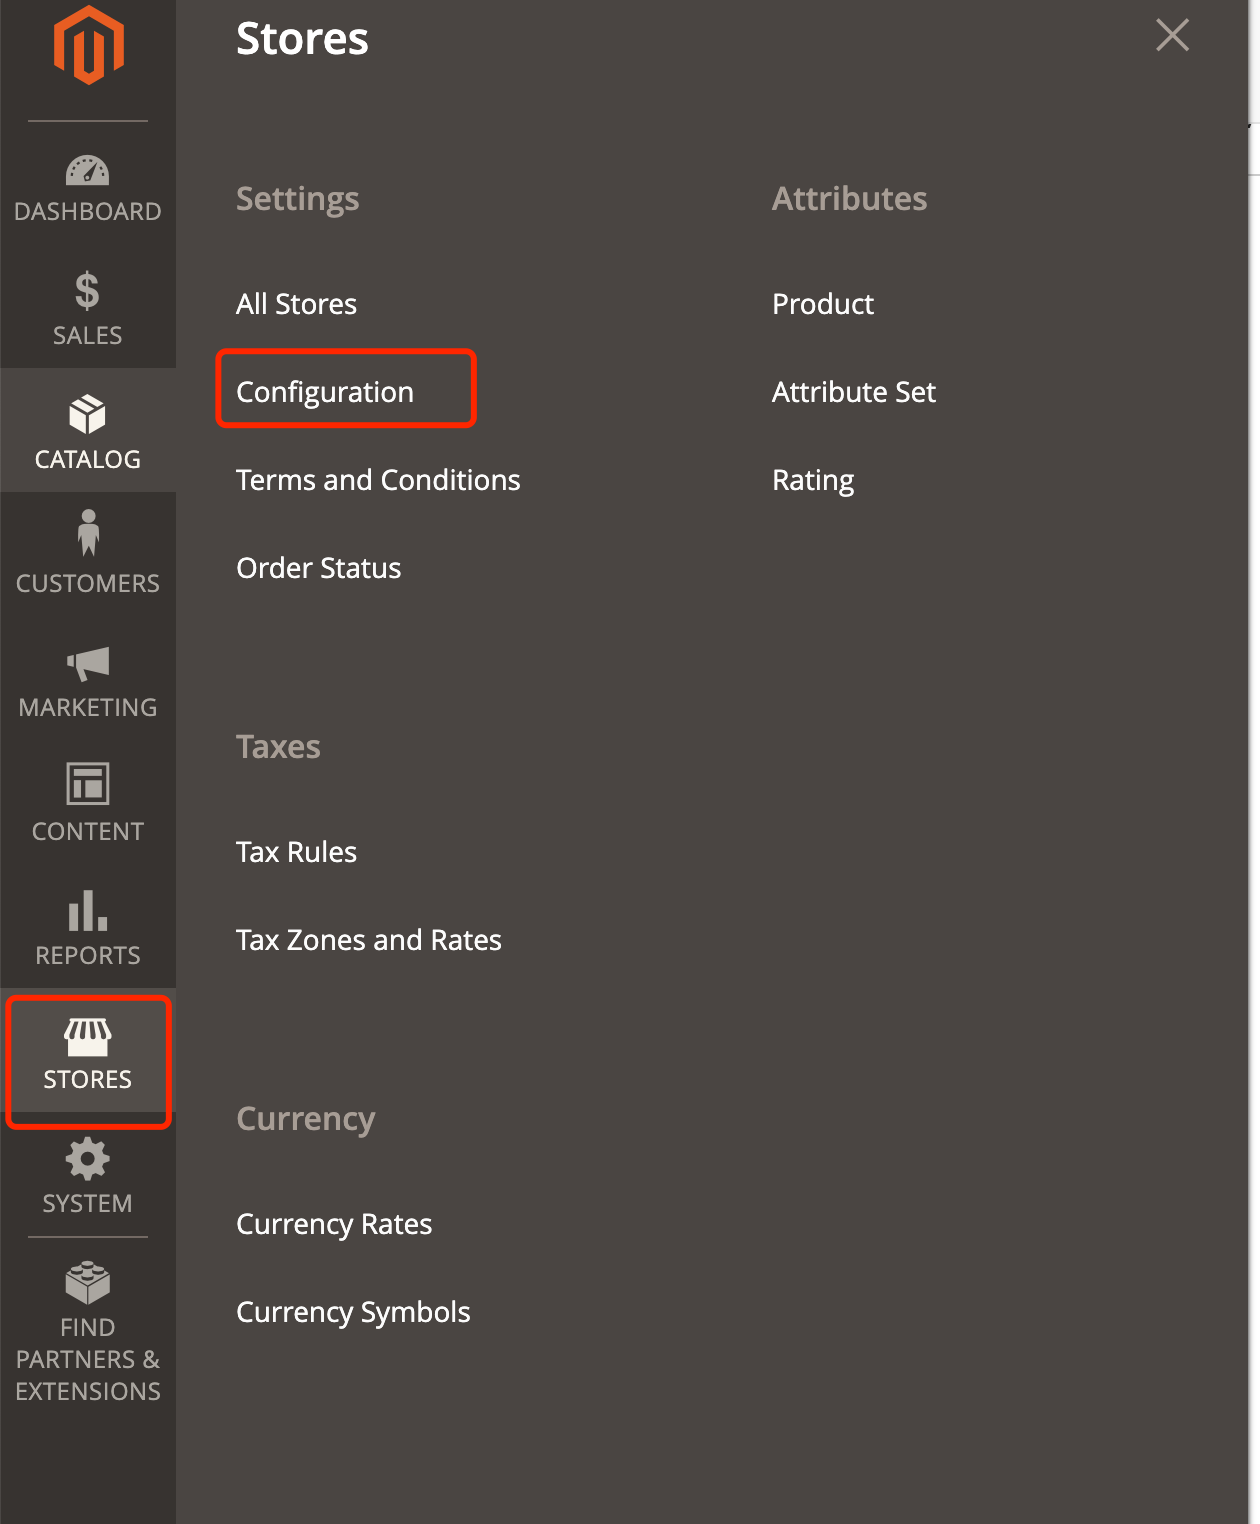 Stores
DASHBOARD
SALES
CATALOG
CUSTOMERS
MARKETING
CONTENT
REPORTS
STORES
SYSTEM
FIND
PARTNERS &
EXTENSIONS
Settings
All Stores
Configuration
Terms and Conditions
Order Status
Attributes
Product
Attribute Set
Rating
Taxes
Tax Rules
Tax Zones and Rates
Currency
Currency Rates
Currency Symbols